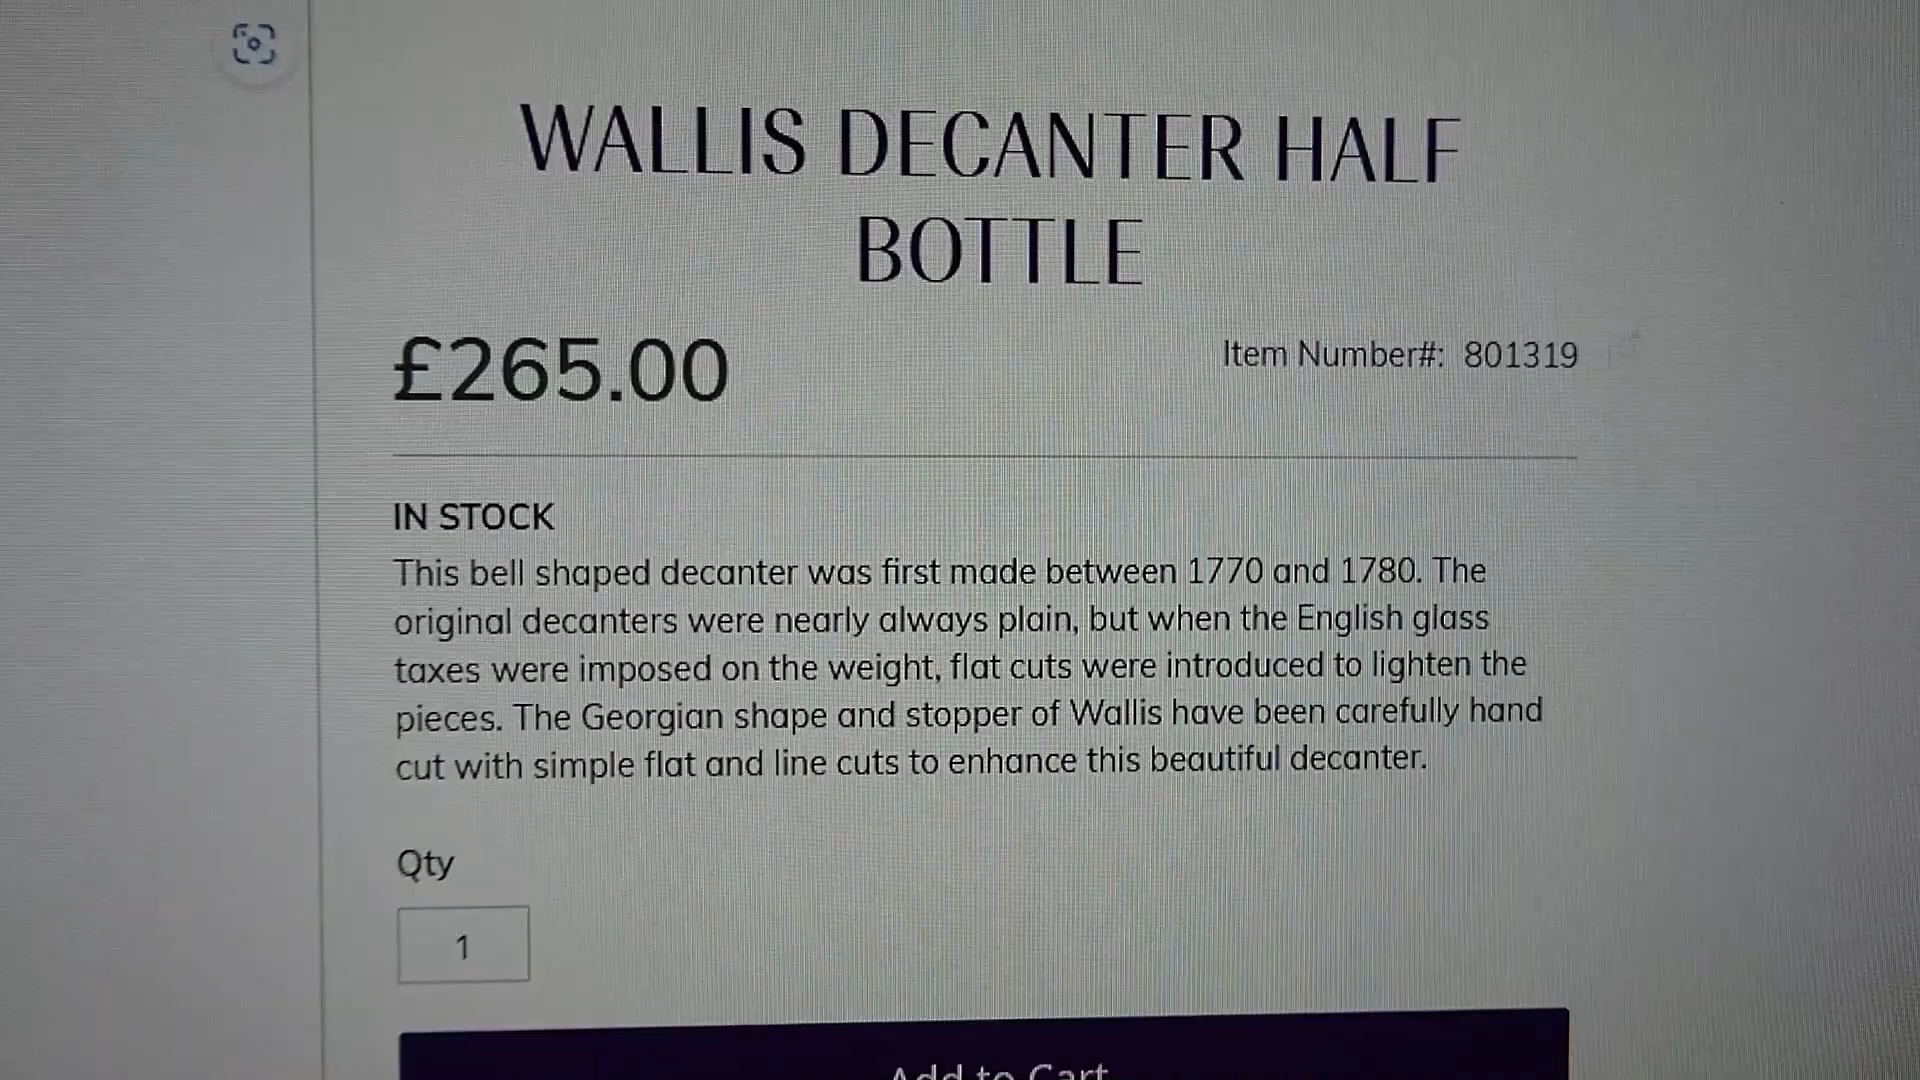 WALLIS DECANTER HALF
BOTTLE
£265.00
Item Number#: 801319
IN STOCK
This bell shaped decanter was first made between 1770 and 1780. The
original decanters were nearly always plain, but when the English glass
taxes were imposed on the weight, flat cuts were introduced to lighten the
pieces. The Georgian shape and stopper of Wallis have been carefully hand
cut with simple flat and line cuts to enhance this beautiful decanter.
Qty
1
Add to Cart